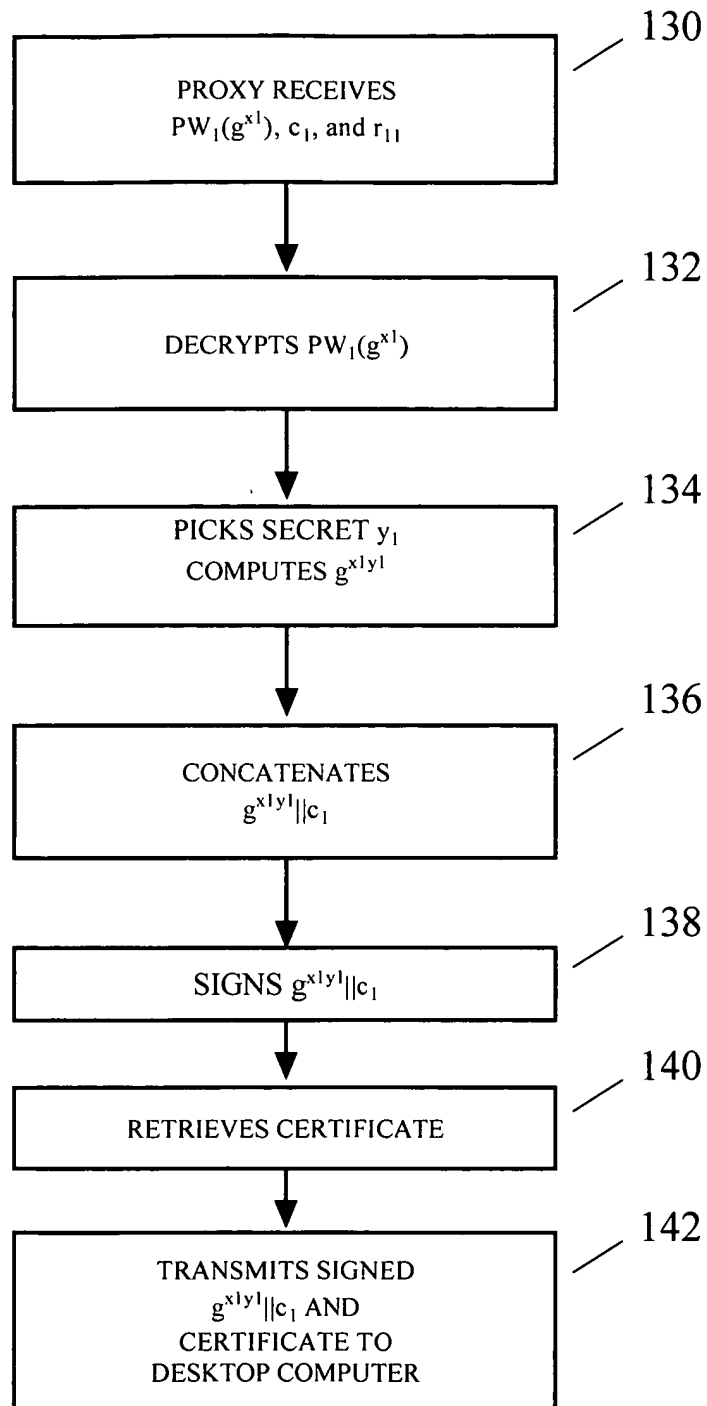 130
PROXY RECEIVES
PW₁(gˣ¹), c₁, and r₁₁
132
DECRYPTS PW₁(gˣ¹)
134
PICKS SECRET y₁
COMPUTES gˣ¹ʸ¹
136
CONCATENATES
gˣ¹ʸ¹||c₁
138
SIGNS gˣ¹ʸ¹||c₁
140
RETRIEVES CERTIFICATE
142
TRANSMITS SIGNED
gˣ¹ʸ¹||c₁ AND
CERTIFICATE TO
DESKTOP COMPUTER